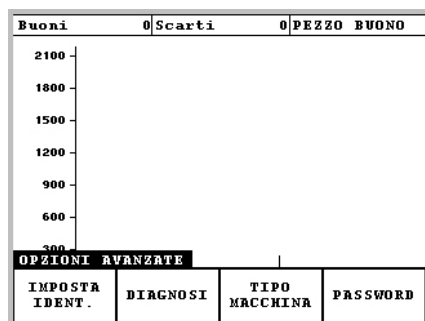 Buoni 0 Scarti 0 PEZZO BUONO
2100
1800
1500
1200
900
600
300
OPZIONI AVANZATE
IMPOSTA IDENT. DIAGNOSI TIPO MACCHINA PASSWORD